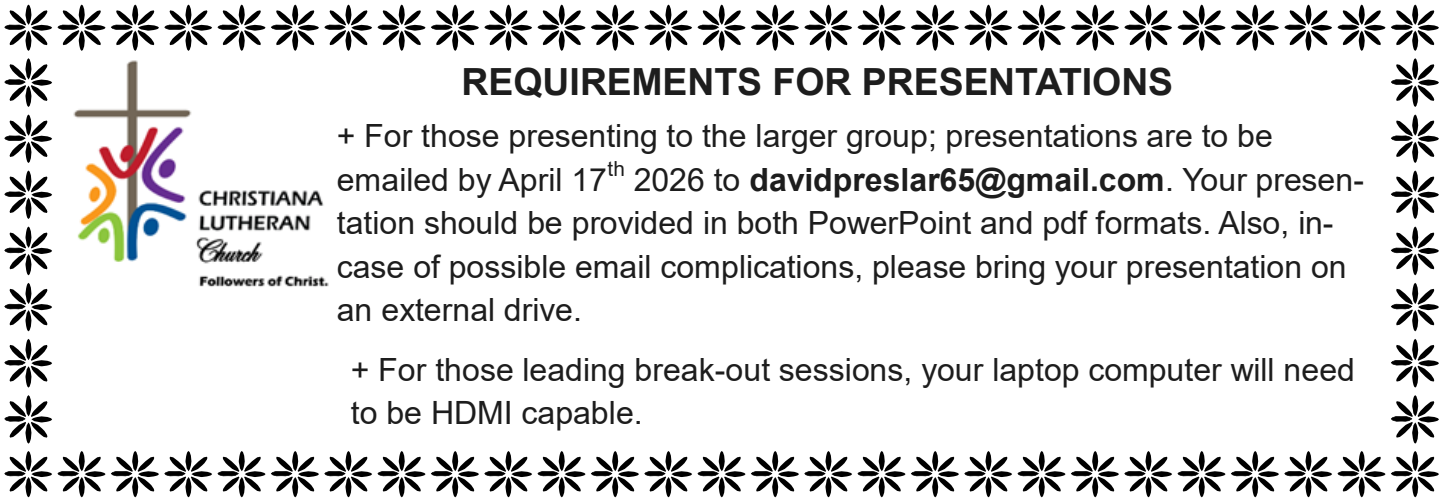 REQUIREMENTS FOR PRESENTATIONS
+ For those presenting to the larger group; presentations are to be
emailed by April 17th 2026 to davidpreslar65@gmail.com. Your presen-
tation should be provided in both PowerPoint and pdf formats. Also, in-
case of possible email complications, please bring your presentation on
an external drive.
+ For those leading break-out sessions, your laptop computer will need
to be HDMI capable.
CHRISTIANA
LUTHERAN
Church
Followers of Christ.